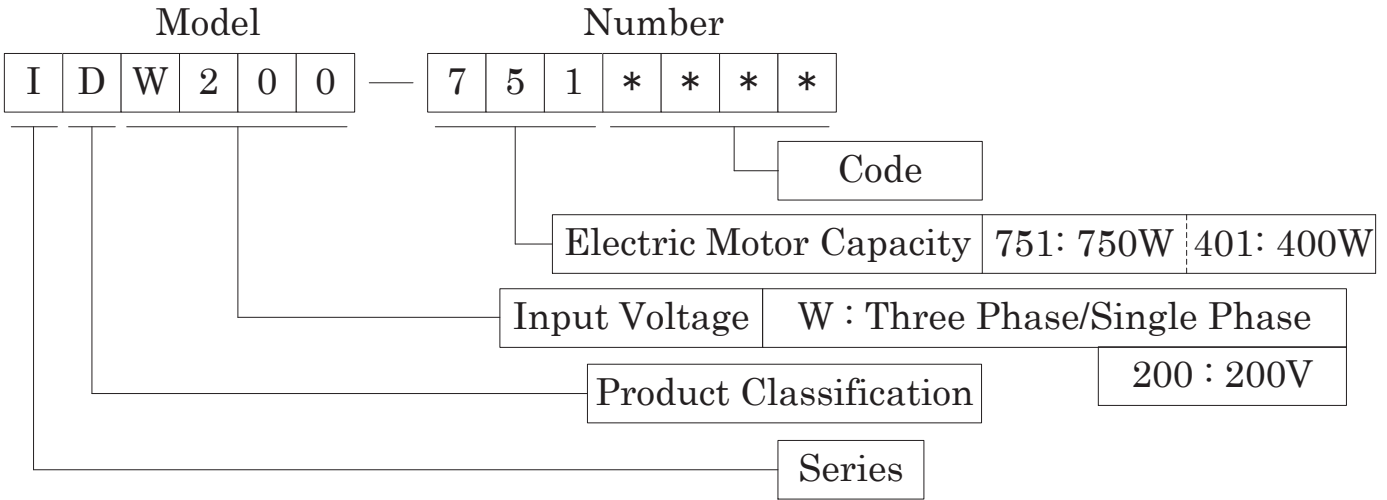 Model Number
I D W 2 0 0 — 7 5 1 * * * *
Code
Electric Motor Capacity 751: 750W 401: 400W
Input Voltage W : Three Phase/Single Phase
200 : 200V
Product Classification
Series